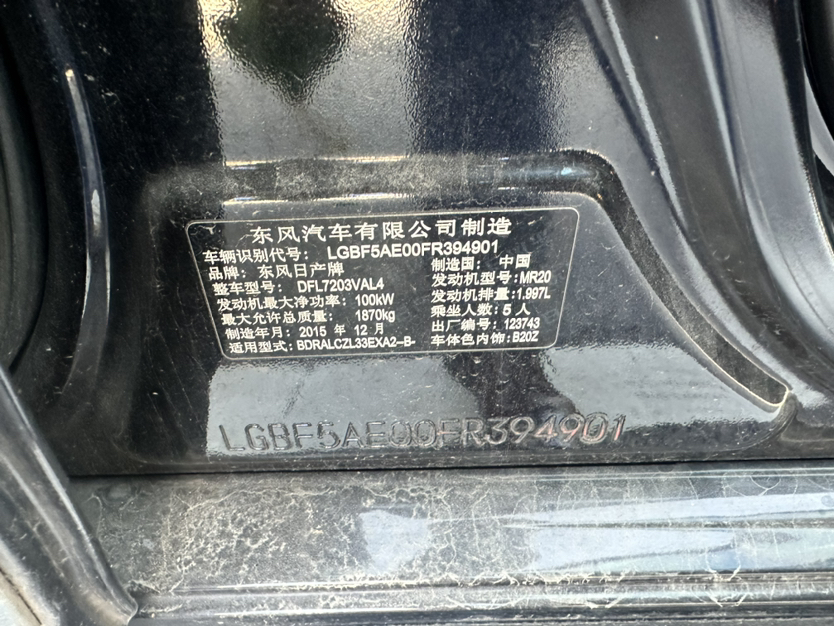 东风汽车有限公司制造
车辆识别代号： LGBF5AE00FR394901
品牌： 东风日产牌 制造国： 中国
整车型号： DFL7203VAL4 发动机型号：MR20
发动机最大净功率：100kW 发动机排量：1.997L
最大允许总质量： 1870kg 乘坐人数：5 人
制造年月：2015 年 12 月 出厂编号：123743
适用型式：BDRALCZL33EXA2-B- 车体色内饰：B20Z
LGBF5AE00FR394901